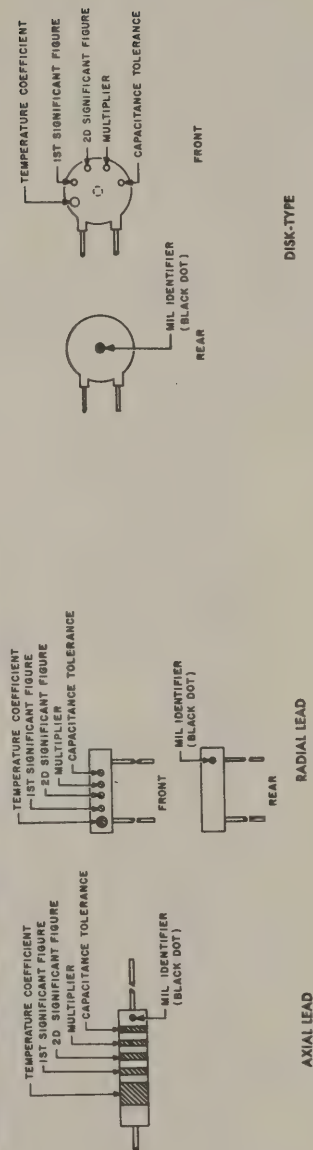 TEMPERATURE COEFFICIENT
1ST SIGNIFICANT FIGURE
2D SIGNIFICANT FIGURE
MULTIPLIER
CAPACITANCE TOLERANCE
MIL IDENTIFIER
(BLACK DOT)
AXIAL LEAD
TEMPERATURE COEFFICIENT
1ST SIGNIFICANT FIGURE
2D SIGNIFICANT FIGURE
MULTIPLIER
CAPACITANCE TOLERANCE
FRONT
MIL IDENTIFIER
(BLACK DOT)
REAR
RADIAL LEAD
MIL IDENTIFIER
(BLACK DOT)
REAR
TEMPERATURE COEFFICIENT
1ST SIGNIFICANT FIGURE
2D SIGNIFICANT FIGURE
MULTIPLIER
CAPACITANCE TOLERANCE
FRONT
DISK-TYPE